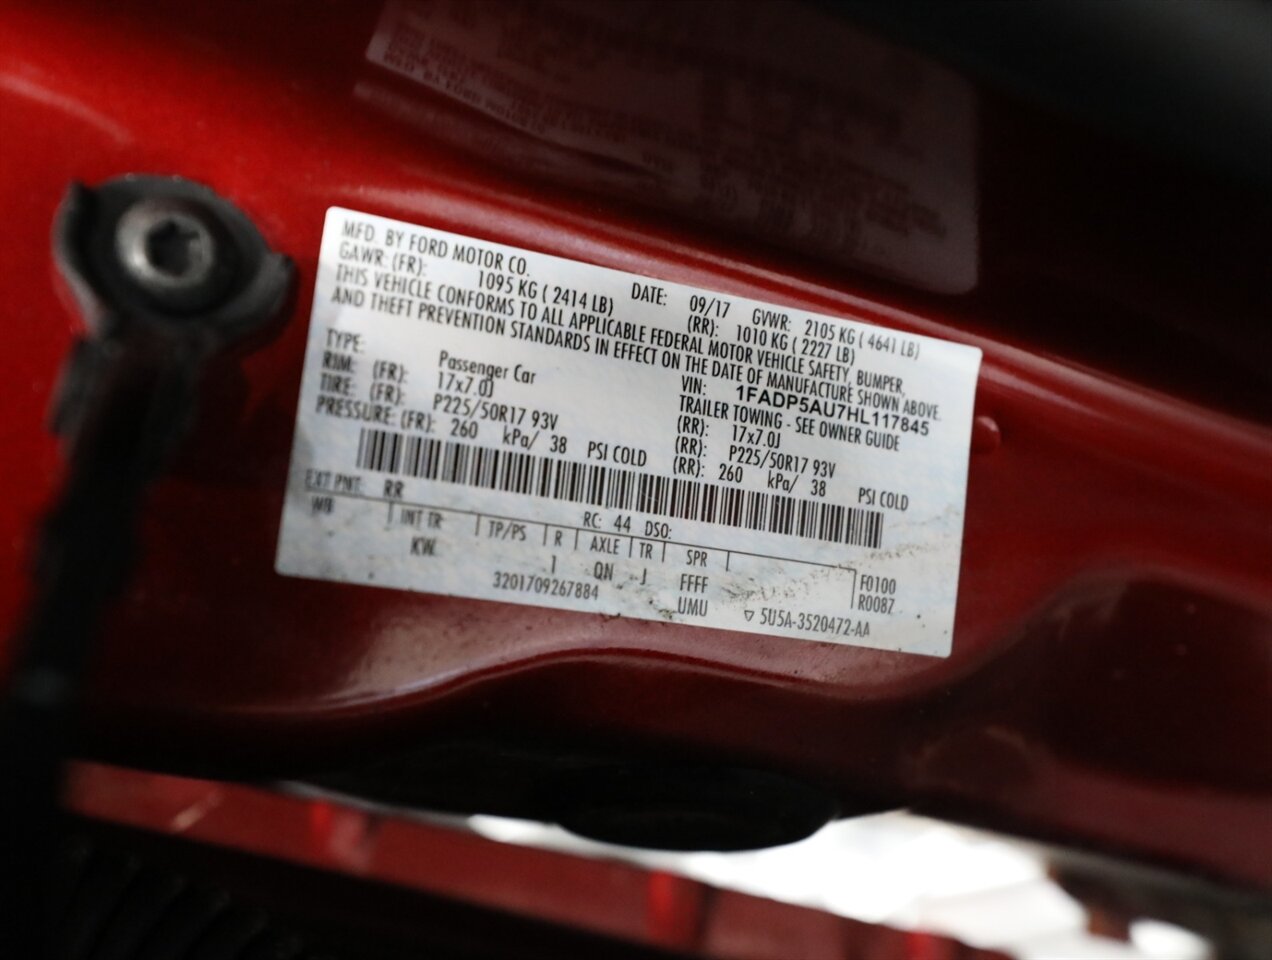 MFD. BY FORD MOTOR CO.
DATE: 09/17 GVWR: 2105 KG ( 4641 LB)
GAWR: (FR): 1095 KG ( 2414 LB) (RR): 1010 KG ( 2227 LB)
THIS VEHICLE CONFORMS TO ALL APPLICABLE FEDERAL MOTOR VEHICLE SAFETY, BUMPER,
AND THEFT PREVENTION STANDARDS IN EFFECT ON THE DATE OF MANUFACTURE SHOWN ABOVE.
VIN: 1FADP5AU7HL117845
TYPE: Passenger Car TRAILER TOWING - SEE OWNER GUIDE
RIM: (FR): 17x7.0J (RR): 17x7.0J
TIRE: (FR): P225/50R17 93V (RR): P225/50R17 93V
PRESSURE: (FR): 260 kPa/ 38 PSI COLD (RR): 260 kPa/ 38 PSI COLD
EXT PNT: RR RC: 44 DSO:
WB INT TR TP/PS R AXLE TR SPR
KW 1 QN J FFFF F0100
3201709267884 UMU R0087
▽ 5U5A-3520472-AA